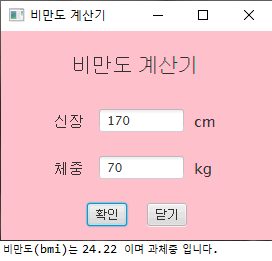 비만도 계산기
비만도 계산기
신장 170 cm
체중 70 kg
확인 닫기
비만도(bmi)는 24.22 이며 과체중 입니다.